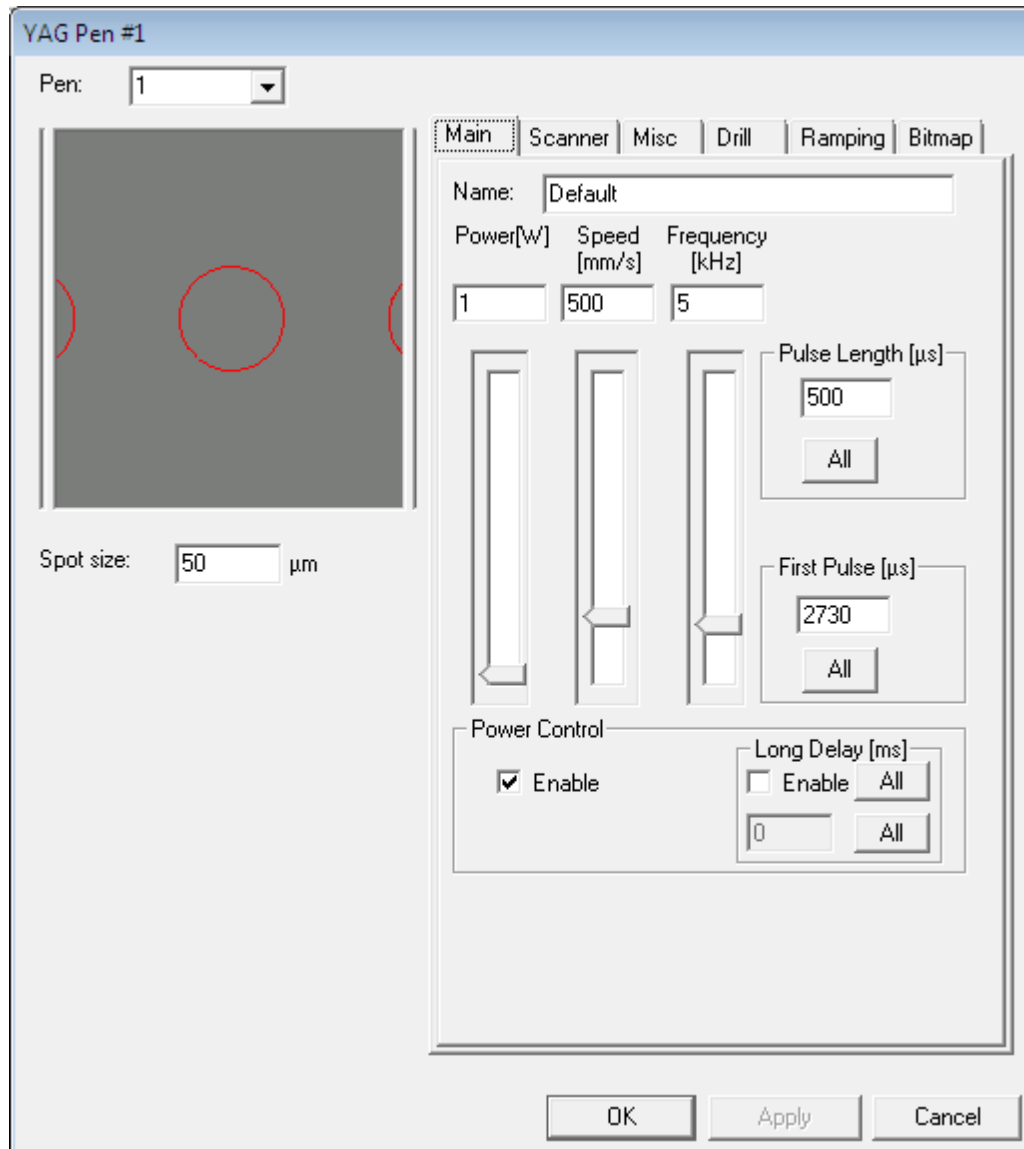 YAG Pen #1
Pen: 1
Main Scanner Misc Drill Ramping Bitmap
Name: Default
Power[W] Speed [mm/s] Frequency [kHz]
1 500 5
Pulse Length [µs]
500
All
Spot size: 50 µm
First Pulse [µs]
2730
All
Power Control
Enable
Long Delay [ms]
Enable All
0 All
OK Apply Cancel